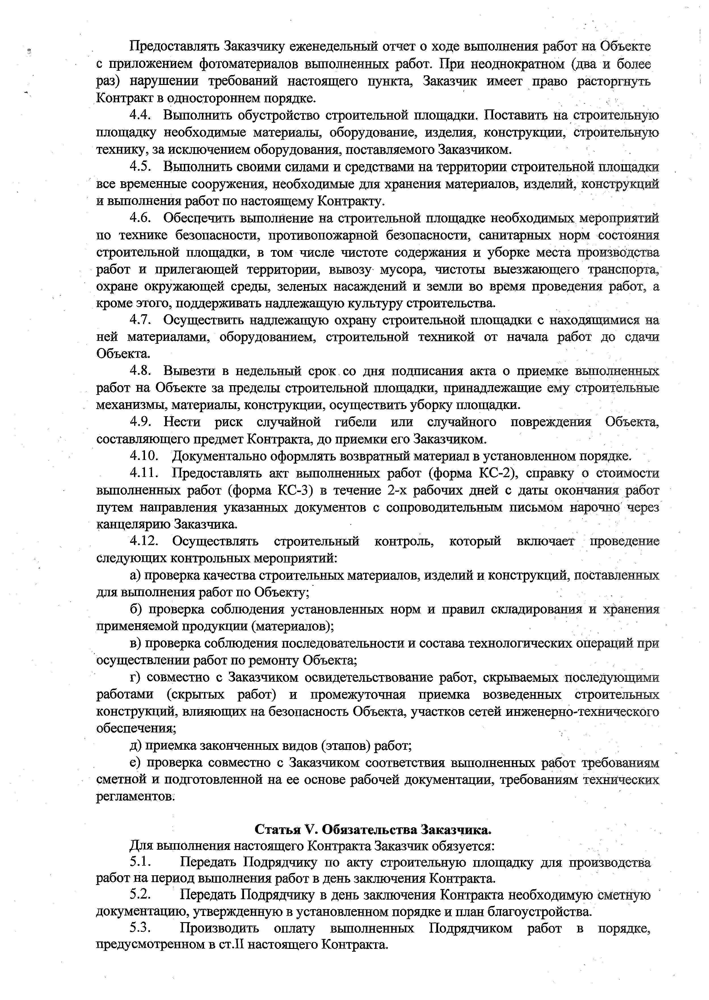 Предоставлять Заказчику еженедельный отчет о ходе выполнения работ на Объекте
с приложением фотоматериалов выполненных работ. При неоднократном (два и более
раз) нарушении требований настоящего пункта, Заказчик имеет право расторгнуть
Контракт в одностороннем порядке.
4.4. Выполнить обустройство строительной площадки. Поставить на строительную
площадку необходимые материалы, оборудование, изделия, конструкции, строительную
технику, за исключением оборудования, поставляемого Заказчиком.
4.5. Выполнить своими силами и средствами на территории строительной площадки
все временные сооружения, необходимые для хранения материалов, изделий, конструкций
и выполнения работ по настоящему Контракту.
4.6. Обеспечить выполнение на строительной площадке необходимых мероприятий
по технике безопасности, противопожарной безопасности, санитарных норм состояния
строительной площадки, в том числе чистоте содержания и уборке места производства
работ и прилегающей территории, вывозу мусора, чистоты выезжающего транспорта,
охране окружающей среды, зеленых насаждений и земли во время проведения работ, а
кроме этого, поддерживать надлежащую культуру строительства.
4.7. Осуществить надлежащую охрану строительной площадки с находящимися на
ней материалами, оборудованием, строительной техникой от начала работ до сдачи
Объекта.
4.8. Вывезти в недельный срок со дня подписания акта о приемке выполненных
работ на Объекте за пределы строительной площадки, принадлежащие ему строительные
механизмы, материалы, конструкции, осуществить уборку площадки.
4.9. Нести риск случайной гибели или случайного повреждения Объекта,
составляющего предмет Контракта, до приемки его Заказчиком.
4.10. Документально оформлять возвратный материал в установленном порядке.
4.11. Предоставлять акт выполненных работ (форма КС-2), справку о стоимости
выполненных работ (форма КС-3) в течение 2-х рабочих дней с даты окончания работ
путем направления указанных документов с сопроводительным письмом нарочно через
канцелярию Заказчика.
4.12. Осуществлять строительный контроль, который включает проведение
следующих контрольных мероприятий:
а) проверка качества строительных материалов, изделий и конструкций, поставленных
для выполнения работ по Объекту;
б) проверка соблюдения установленных норм и правил складирования и хранения
применяемой продукции (материалов);
в) проверка соблюдения последовательности и состава технологических операций при
осуществлении работ по ремонту Объекта;
г) совместно с Заказчиком освидетельствование работ, скрываемых последующими
работами (скрытых работ) и промежуточная приемка возведенных строительных
конструкций, влияющих на безопасность Объекта, участков сетей инженерно-технического
обеспечения;
д) приемка законченных видов (этапов) работ;
е) проверка совместно с Заказчиком соответствия выполненных работ требованиям
сметной и подготовленной на ее основе рабочей документации, требованиям технических
регламентов.
Статья V. Обязательства Заказчика.
Для выполнения настоящего Контракта Заказчик обязуется:
5.1. Передать Подрядчику по акту строительную площадку для производства
работ на период выполнения работ в день заключения Контракта.
5.2. Передать Подрядчику в день заключения Контракта необходимую сметную
документацию, утвержденную в установленном порядке и план благоустройства.
5.3. Производить оплату выполненных Подрядчиком работ в порядке,
предусмотренном в ст.II настоящего Контракта.